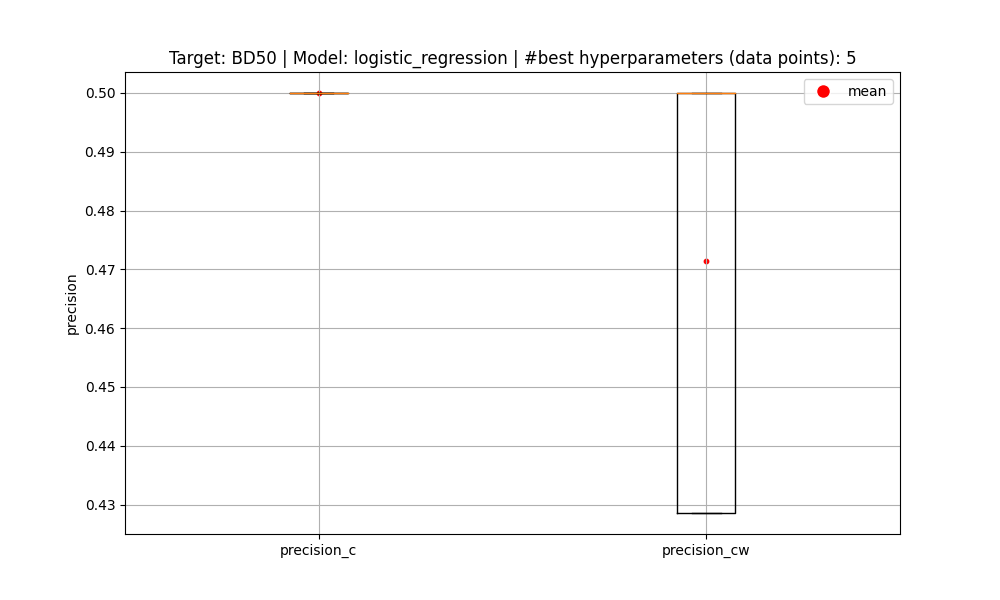 Target: BD50 | Model: logistic_regression | #best hyperparameters (data points): 5
mean
0.50
0.49
0.48
0.47
0.46
0.45
0.44
0.43
precision
precision_c
precision_cw